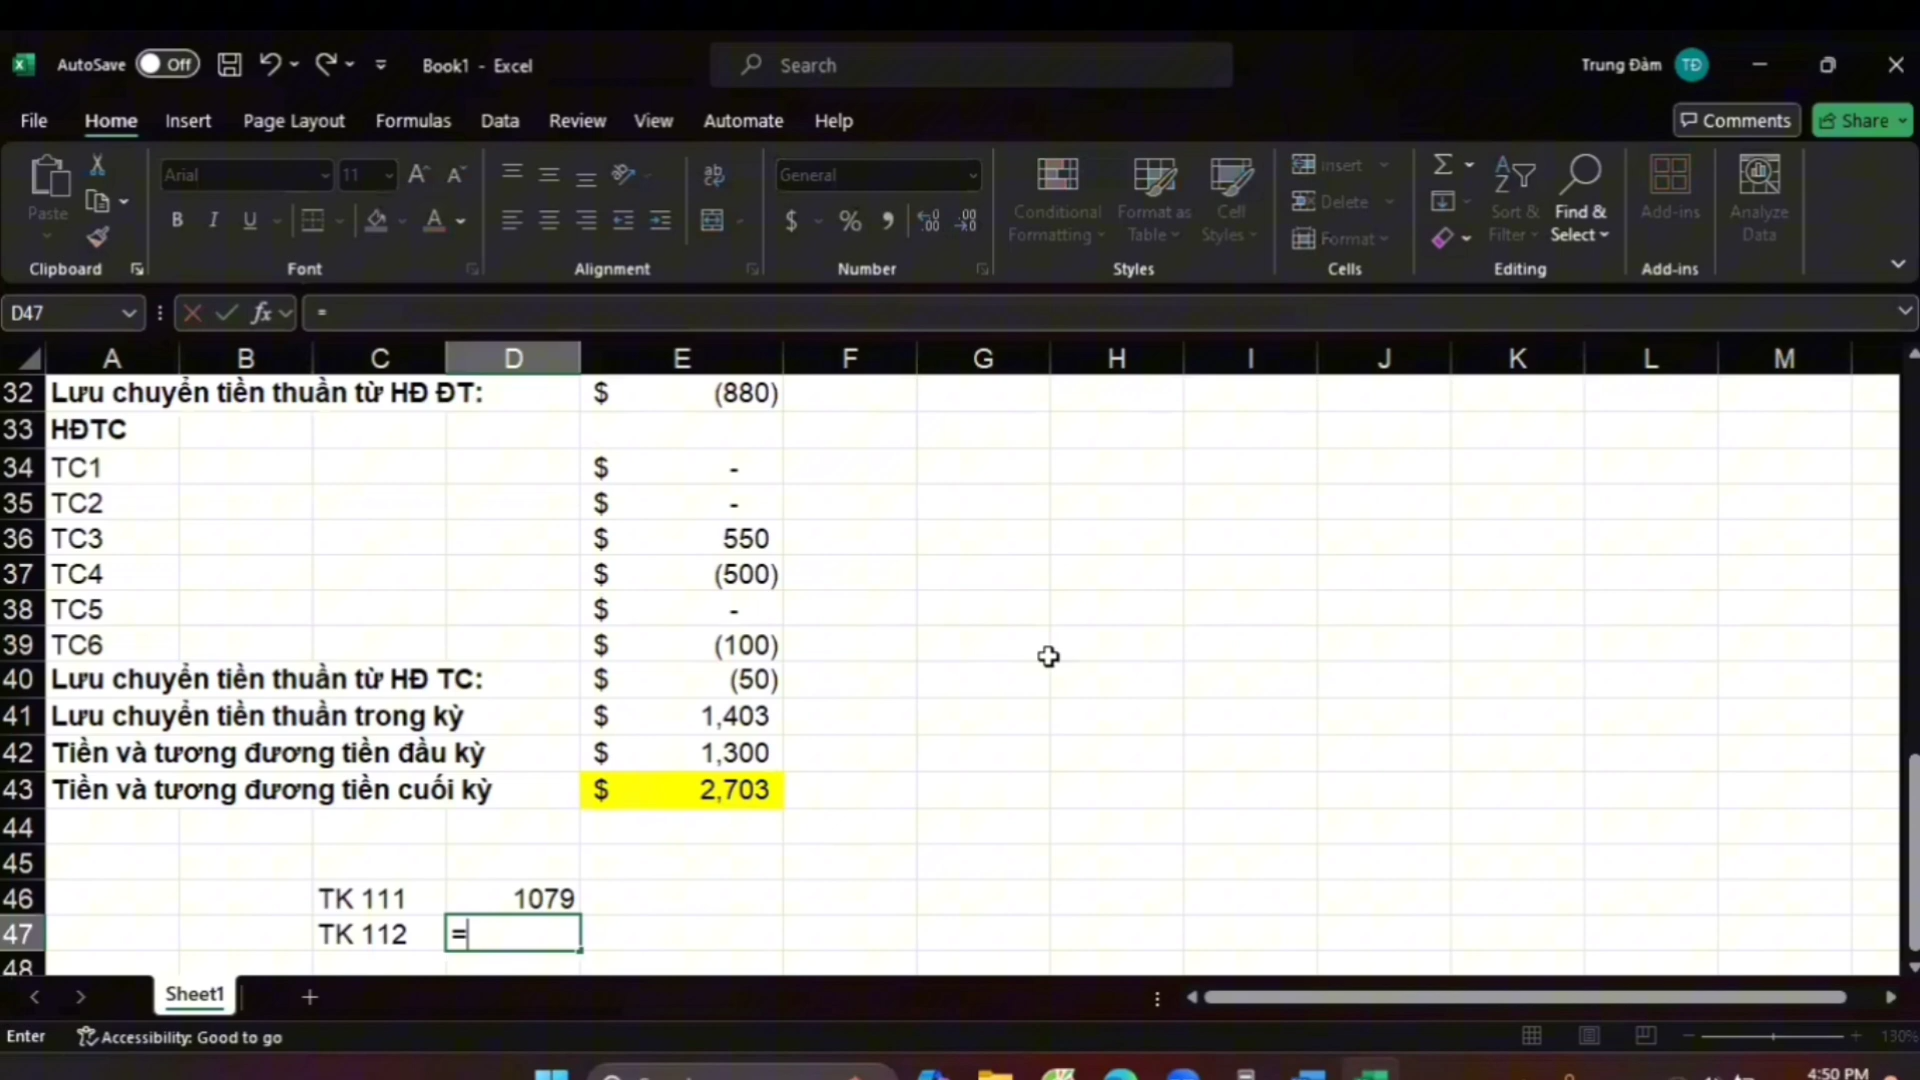 AutoSave Off Book1 - Excel Search Trung Đàm TĐ
File Home Insert Page Layout Formulas Data Review View Automate Help Comments Share
Paste
Clipboard
Arial 11
B I U
Font
ab
Alignment
General
$ % ,
Number
Conditional Formatting
Format as Table
Cell Styles
Styles
Insert
Delete
Format
Cells
Sort & Filter
Find & Select
Editing
Add-ins
Add-ins
Analyze Data
D47 fx =
A B C D E F G H I J K L M
32 Lưu chuyển tiền thuần từ HĐ ĐT: $ (880)
33 HĐTC
34 TC1 $ -
35 TC2 $ -
36 TC3 $ 550
37 TC4 $ (500)
38 TC5 $ -
39 TC6 $ (100)
40 Lưu chuyển tiền thuần từ HĐ TC: $ (50)
41 Lưu chuyển tiền thuần trong kỳ $ 1,403
42 Tiền và tương đương tiền đầu kỳ $ 1,300
43 Tiền và tương đương tiền cuối kỳ $ 2,703
44
45
46 TK 111 1079
47 TK 112 =
48
Sheet1
Enter Accessibility: Good to go 130%
4:50 PM